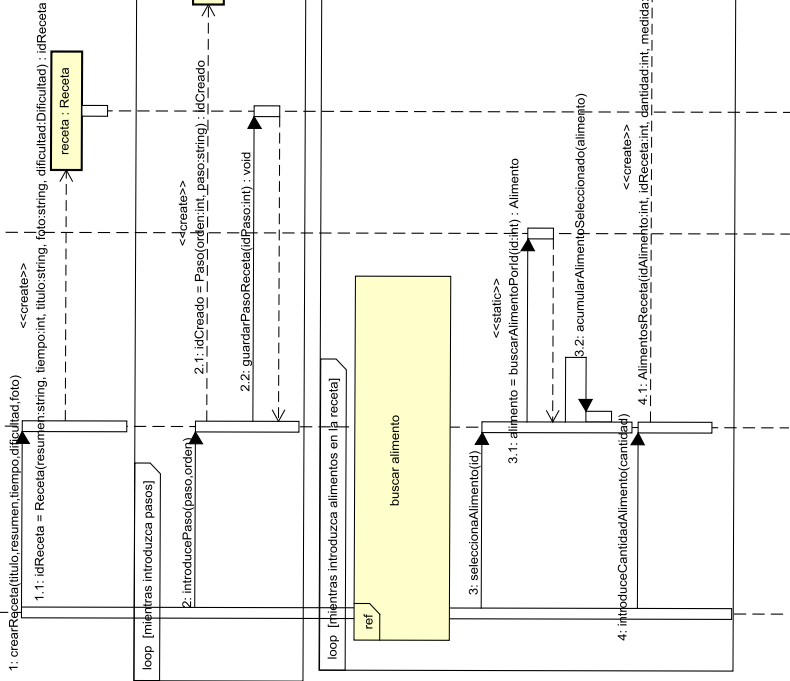 1: crearReceta(titulo,resumen,tiempo,dificultad,foto)
<<create>>
1.1: idReceta = Receta(resumen:string, tiempo:int, titulo:string, foto:string, dificultad:Dificultad) : idReceta
receta : Receta
loop [mientras introduzca pasos]
2: introducePaso(paso,orden)
<<create>>
2.1: idCreado = Paso(orden:int, paso:string) : idCreado
2.2: guardarPasoReceta(idPaso:int) : void
loop [mientras introduzca alimentos en la receta]
ref
buscar alimento
3: seleccionaAlimento(id)
<<static>>
3.1: alimento = buscarAlimentoPorId(id:int) : Alimento
3.2: acumularAlimentoSeleccionado(alimento)
4: introduceCantidadAlimento(cantidad)
<<create>>
4.1: AlimentosReceta(idAlimento:int, idReceta:int, cantidad:int, medida: